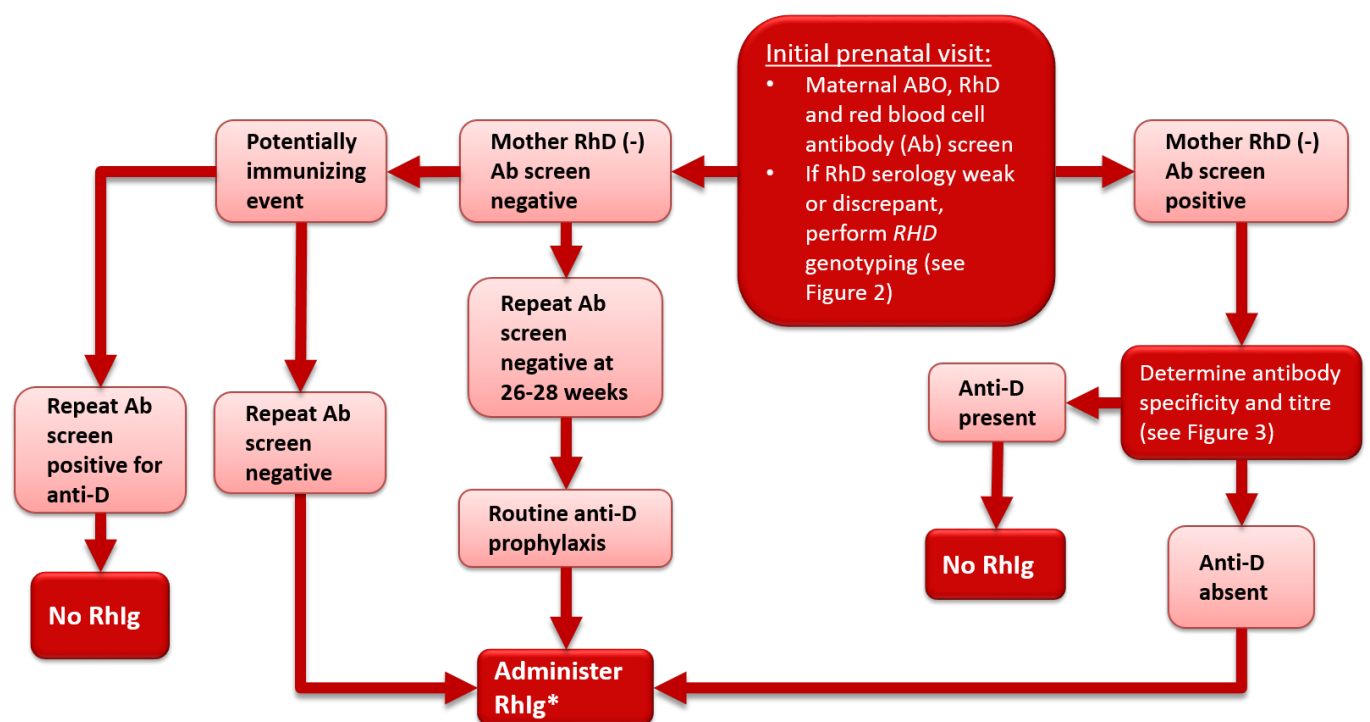 Initial prenatal visit:
• Maternal ABO, RhD
and red blood cell
antibody (Ab) screen
• If RhD serology weak
or discrepant,
perform RHD
genotyping (see
Figure 2)
Potentially
immunizing
event
Mother RhD (-)
Ab screen
negative
Mother RhD (-)
Ab screen
positive
Repeat Ab
screen
negative at
26-28 weeks
Repeat Ab
screen
positive for
anti-D
Repeat Ab
screen
negative
Anti-D
present
Determine antibody
specificity and titre
(see Figure 3)
Routine anti-D
prophylaxis
No RhIg
No RhIg
Anti-D
absent
Administer
RhIg*